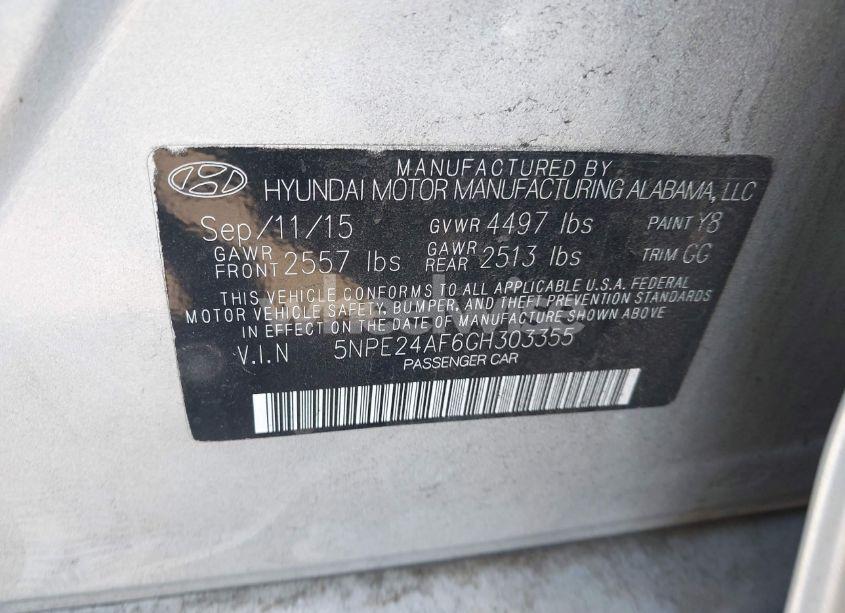 MANUFACTURED BY
HYUNDAI MOTOR MANUFACTURING ALABAMA, LLC
Sep/11/15 GVWR 4497 lbs PAINT Y8
GAWR FRONT 2557 lbs GAWR REAR 2513 lbs TRIM GG
THIS VEHICLE CONFORMS TO ALL APPLICABLE U.S.A. FEDERAL
MOTOR VEHICLE SAFETY, BUMPER, AND THEFT PREVENTION STANDARDS
IN EFFECT ON THE DATE OF MANUFACTURE SHOWN ABOVE.
V.I.N 5NPE24AF6GH303355
PASSENGER CAR